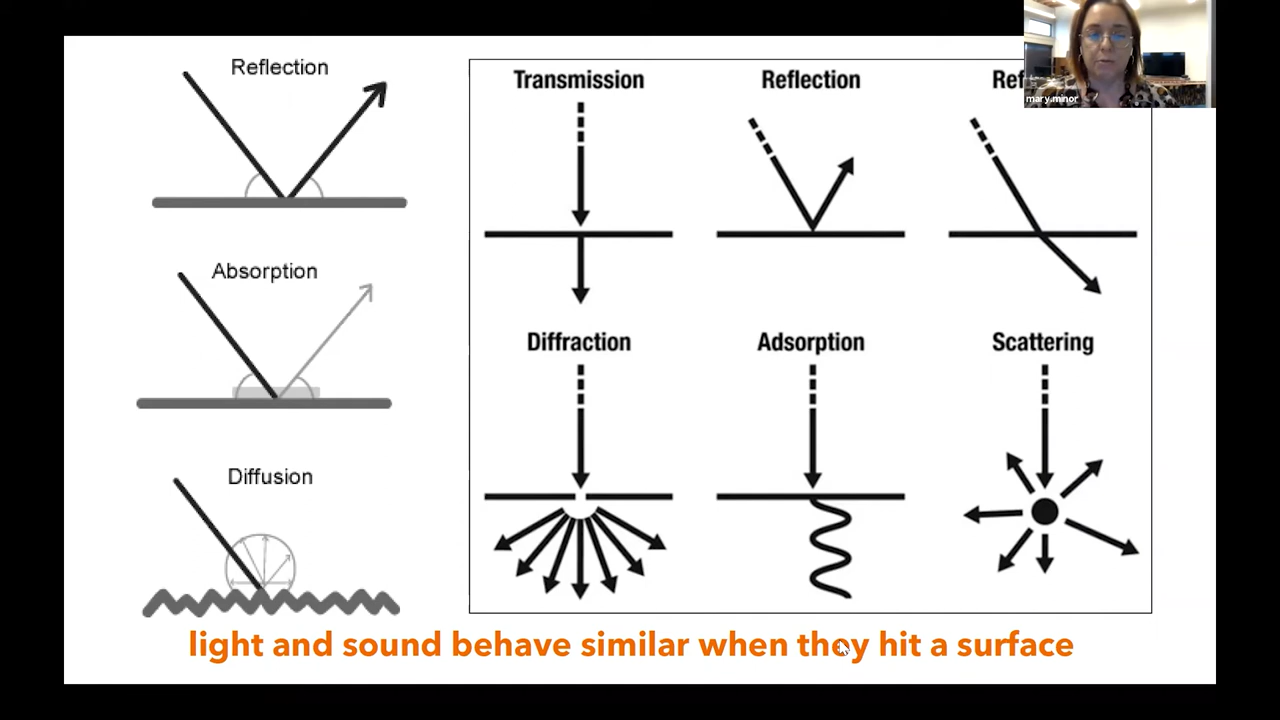 Reflection
Absorption
Diffusion
Transmission
Reflection
Ref
mary.minor
Diffraction
Adsorption
Scattering
light and sound behave similar when they hit a surface